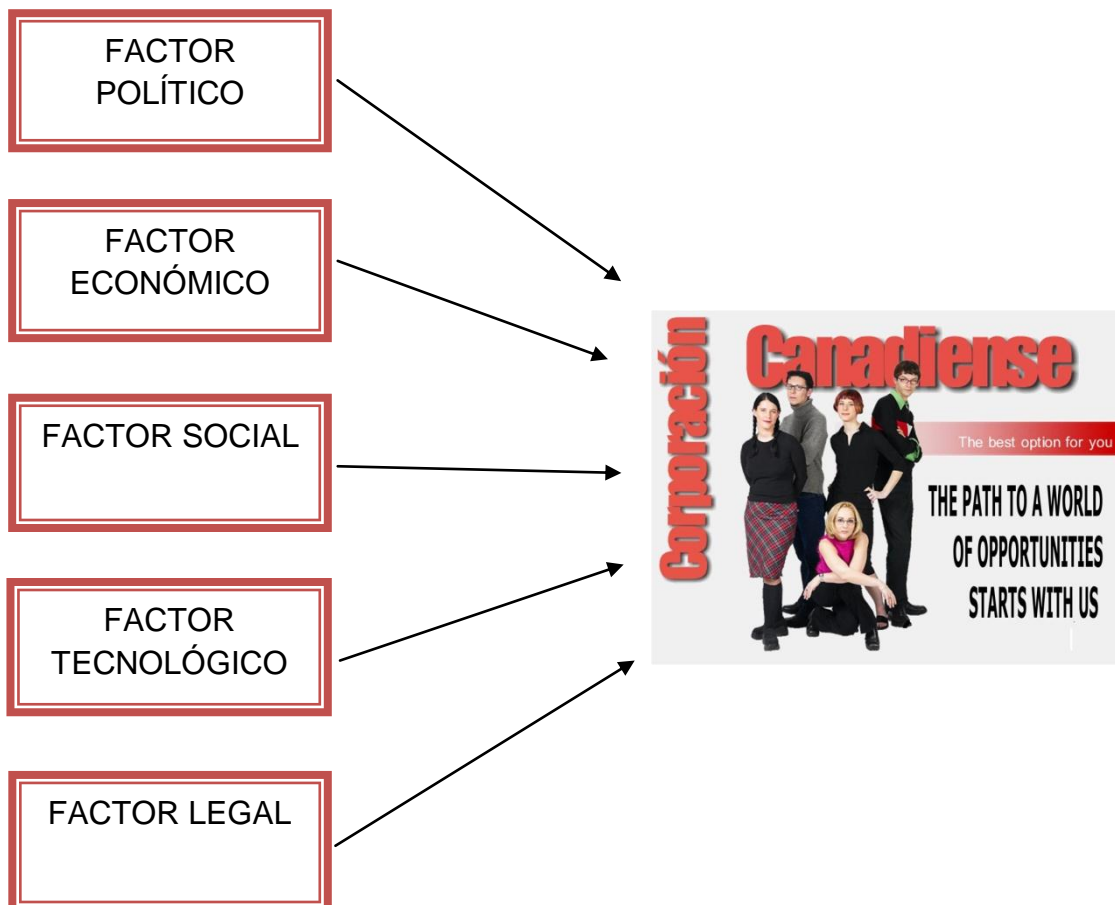 FACTOR
POLÍTICO
FACTOR
ECONÓMICO
FACTOR SOCIAL
FACTOR
TECNOLÓGICO
FACTOR LEGAL
Corporación
Canadiense
The best option for you
THE PATH TO A WORLD
OF OPPORTUNITIES
STARTS WITH US